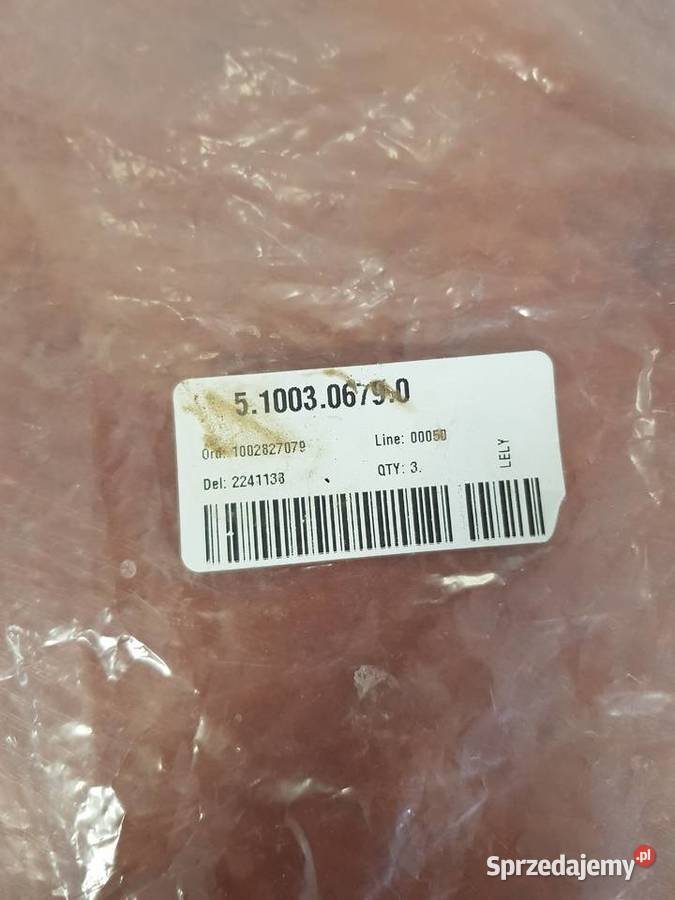 5.1003.0679.0
Ord: 1002827079 Line: 00050
Del: 2241138 QTY: 3.
LELY
Sprzedajemy.pl